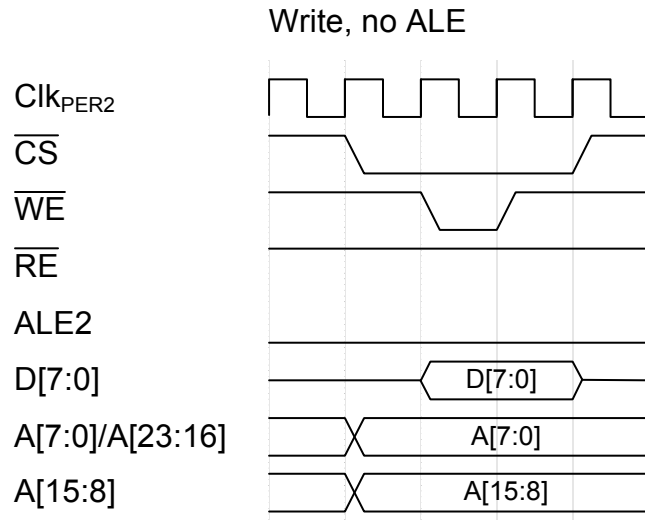 Write, no ALE
ClkPER2
CS
WE
RE
ALE2
D[7:0] D[7:0]
A[7:0]/A[23:16] A[7:0]
A[15:8] A[15:8]